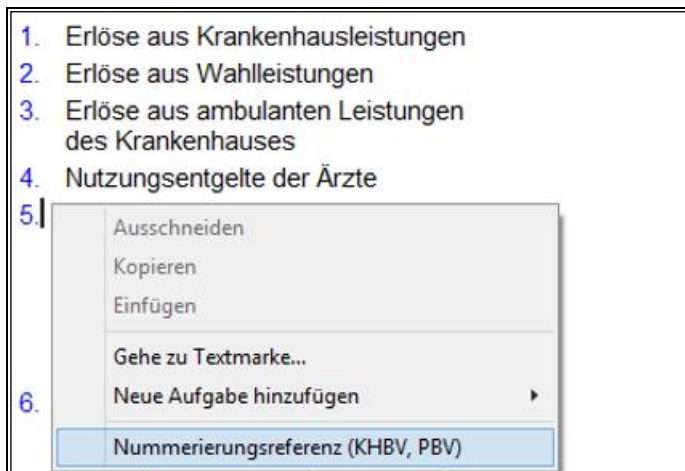 1. Erlöse aus Krankenhausleistungen
2. Erlöse aus Wahlleistungen
3. Erlöse aus ambulanten Leistungen
des Krankenhauses
4. Nutzungsentgelte der Ärzte
5.
Ausschneiden
Kopieren
Einfügen
Gehe zu Textmarke...
6.
Neue Aufgabe hinzufügen
Nummerierungsreferenz (KHBV, PBV)